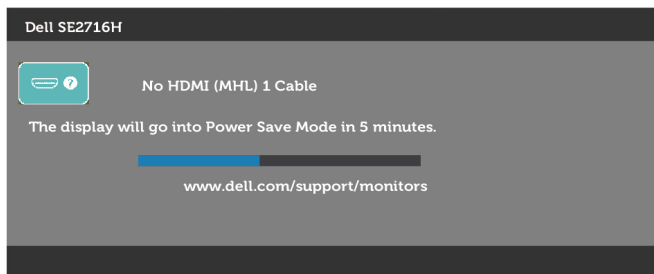 Dell SE2716H
?
No HDMI (MHL) 1 Cable
The display will go into Power Save Mode in 5 minutes.
www.dell.com/support/monitors